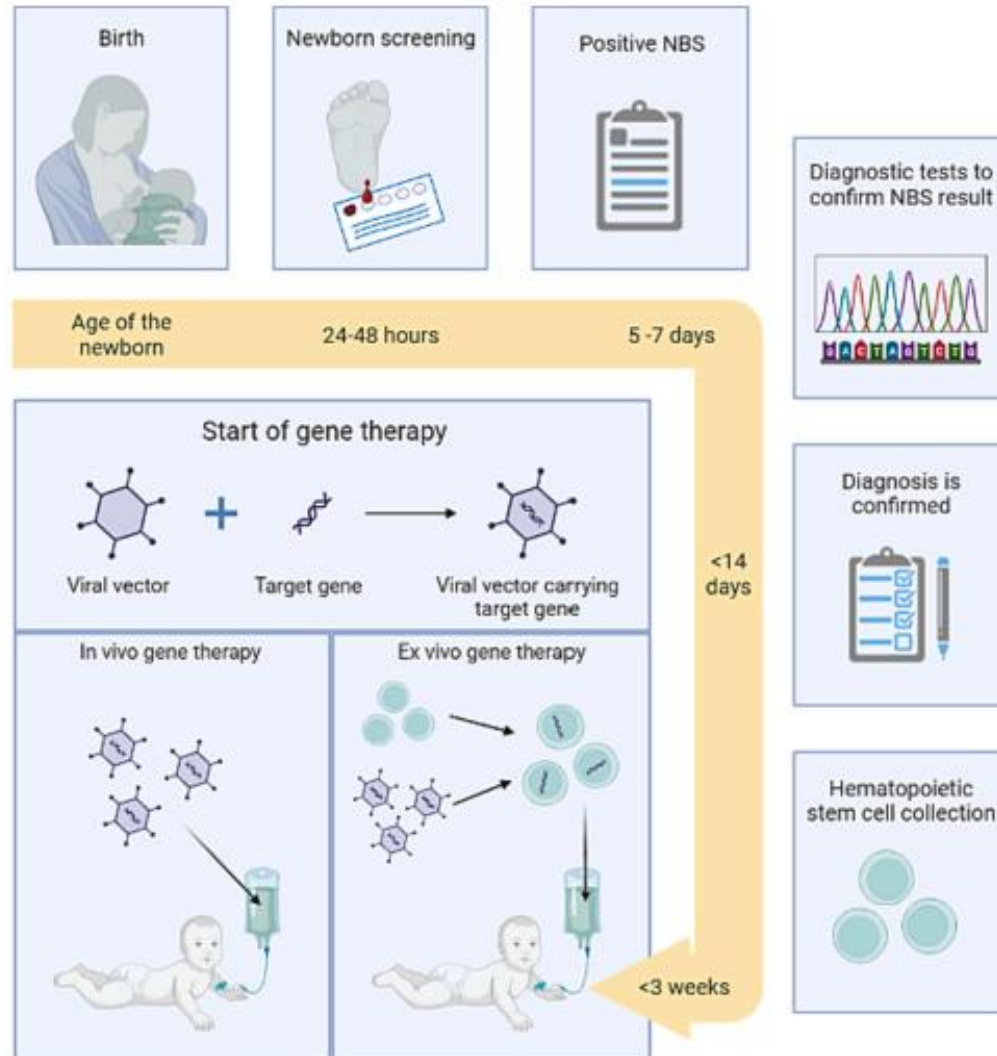 Birth
Newborn screening
Positive NBS
Diagnostic tests to
confirm NBS result
Age of the
newborn
24-48 hours
5 -7 days
Start of gene therapy
Viral vector
Target gene
Viral vector carrying
target gene
<14
days
Diagnosis is
confirmed
In vivo gene therapy
Ex vivo gene therapy
Hematopoietic
stem cell collection
<3 weeks